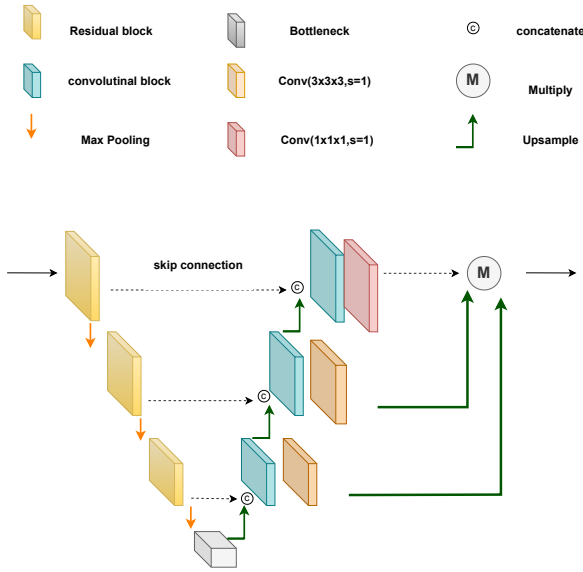 Residual block
Bottleneck
C
concatenate
convolutinal block
Conv(3x3x3,s=1)
M
Multiply
Max Pooling
Conv(1x1x1,s=1)
Upsample
skip connection
M
C
C
C